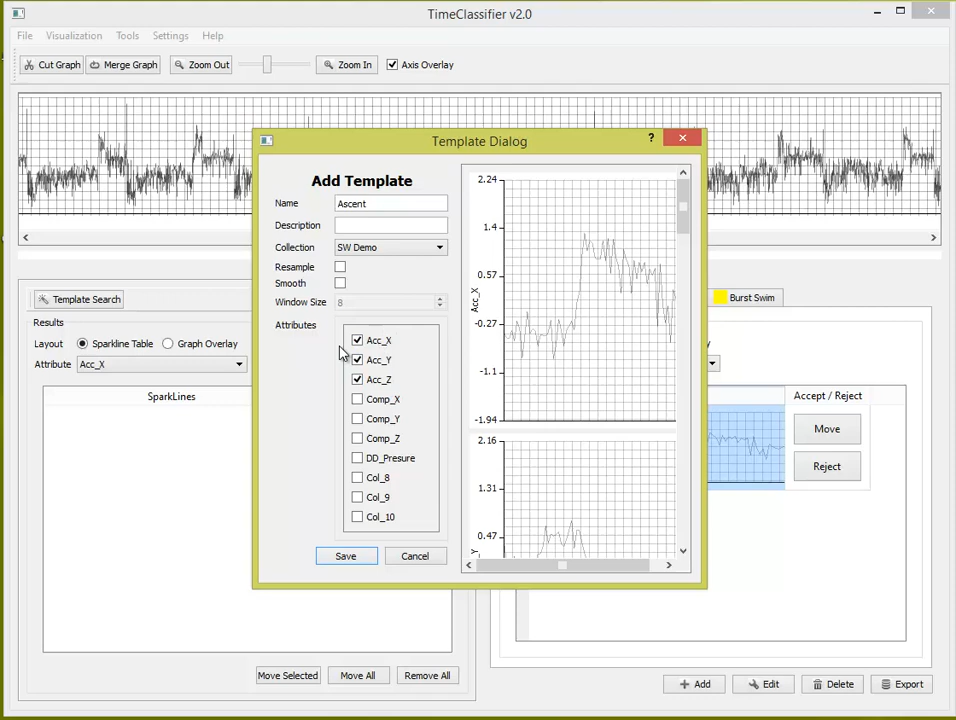 TimeClassifier v2.0
File Visualization Tools Settings Help
Cut Graph Merge Graph Zoom Out Zoom In Axis Overlay
Template Dialog
?
Add Template
Name Ascent
Description
Collection SW Demo
Resample
Smooth
Window Size 8
Attributes
Acc_X
Acc_Y
Acc_Z
Comp_X
Comp_Y
Comp_Z
DD_Presure
Col_8
Col_9
Col_10
Save Cancel
2.24
1.4
0.57
Acc_X
-0.27
-1.1
-1.94
2.16
1.31
0.47
Template Search
Results
Layout Sparkline Table Graph Overlay
Attribute Acc_X
SparkLines
Move Selected Move All Remove All
Burst Swim
Accept / Reject
Move
Reject
Add Edit Delete Export